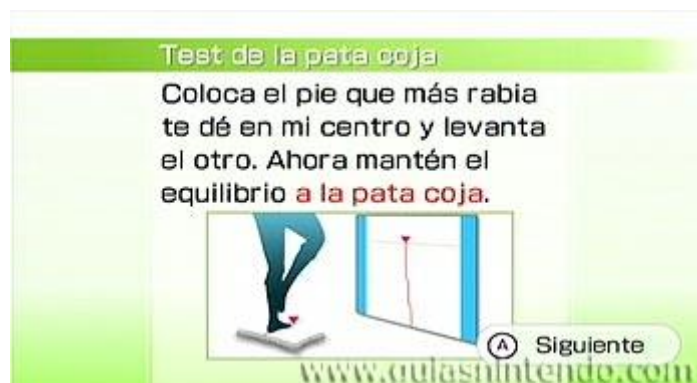 Test de la pata coja
Coloca el pie que más rabia
te dé en mi centro y levanta
el otro. Ahora mantén el
equilibrio a la pata coja.
A Siguiente
www.guiasnintendo.com